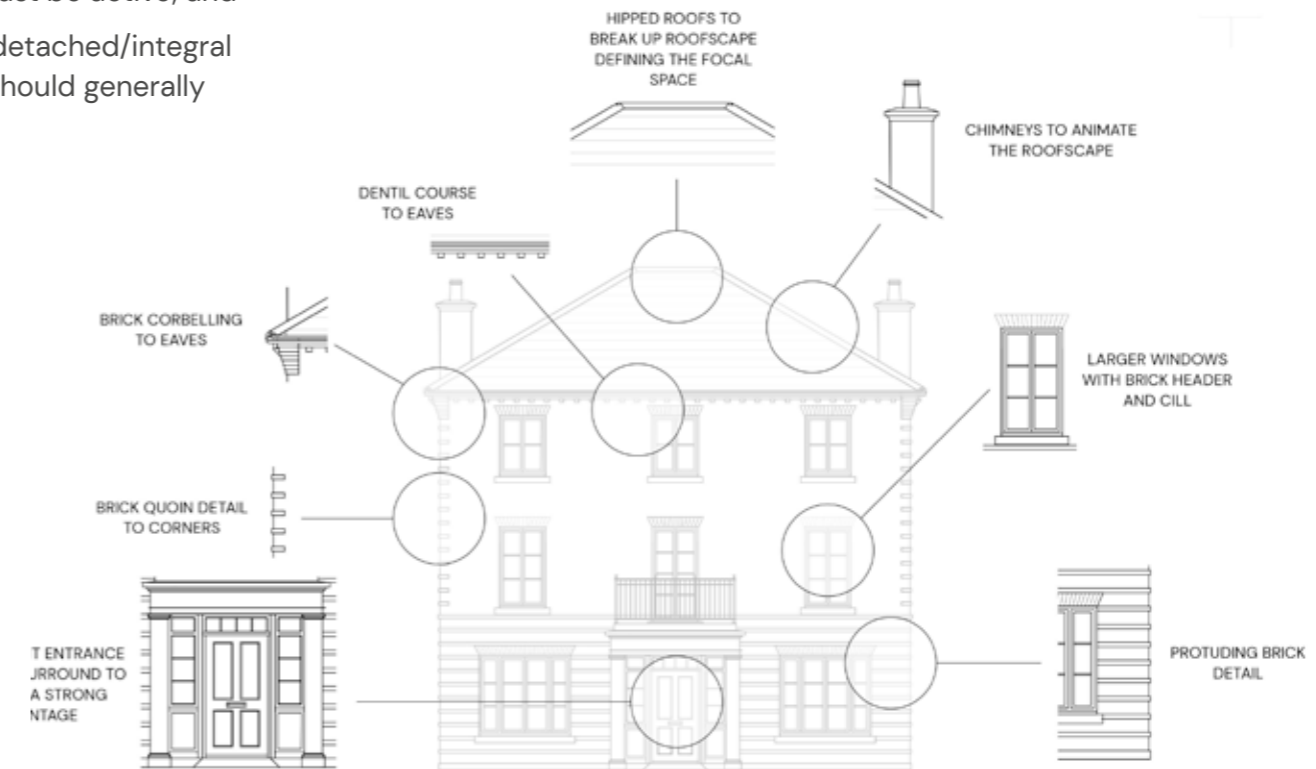 detached/integral
hould generally
HIPPED ROOFS TO
BREAK UP ROOFSCAPE
DEFINING THE FOCAL
SPACE
CHIMNEYS TO ANIMATE
THE ROOFSCAPE
DENTIL COURSE
TO EAVES
BRICK CORBELLING
TO EAVES
LARGER WINDOWS
WITH BRICK HEADER
AND CILL
BRICK QUOIN DETAIL
TO CORNERS
T ENTRANCE
URROUND TO
A STRONG
NTAGE
PROTUDING BRICK
DETAIL